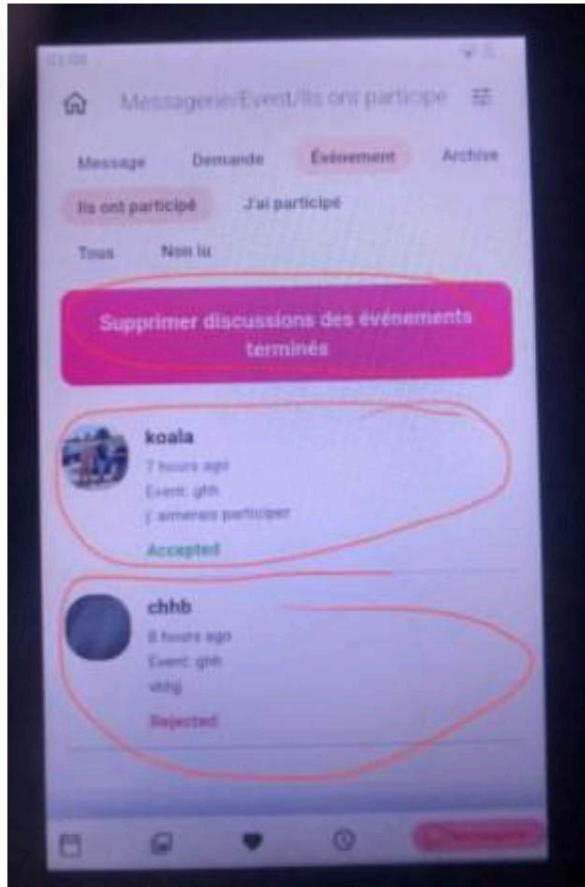 Messagerie/Event/Ils ont participé
Message Demande Événement Archive
Ils ont participé J'ai participé
Tous Non lu
Supprimer discussions des événements
terminés
koala
7 hours ago
Event: ghh
j'aimerais participer
Accepted
chhb
8 hours ago
Event: ghh
vbhg
Rejected